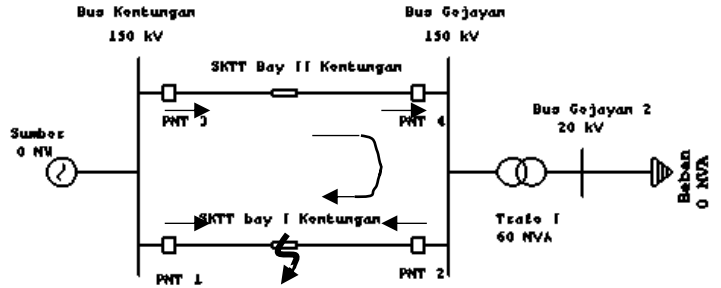 Bus Kentungan
150 kV
Bus Gejayan
150 kV
SKTT Bay II Kentungan
PMT 3
PMT 4
Bus Gejayan 2
20 kV
Sumber
0 MW
Beban
0 MVA
SKTT bay I Kentungan
Trafo I
60 MVA
PMT 1
PMT 2